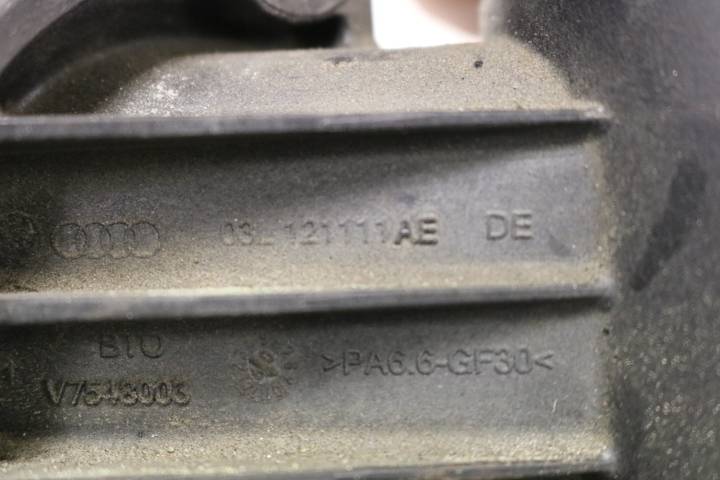 03L 121111AE DE
BTO
>PA6.6-GF30<
V7543003